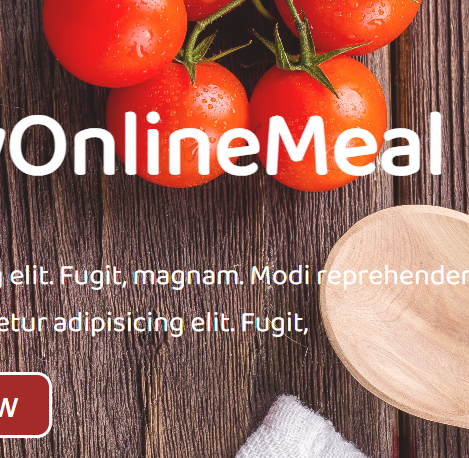 OnlineMeal
elit. Fugit, magnam. Modi reprehender
etur adipisicing elit. Fugit,
W